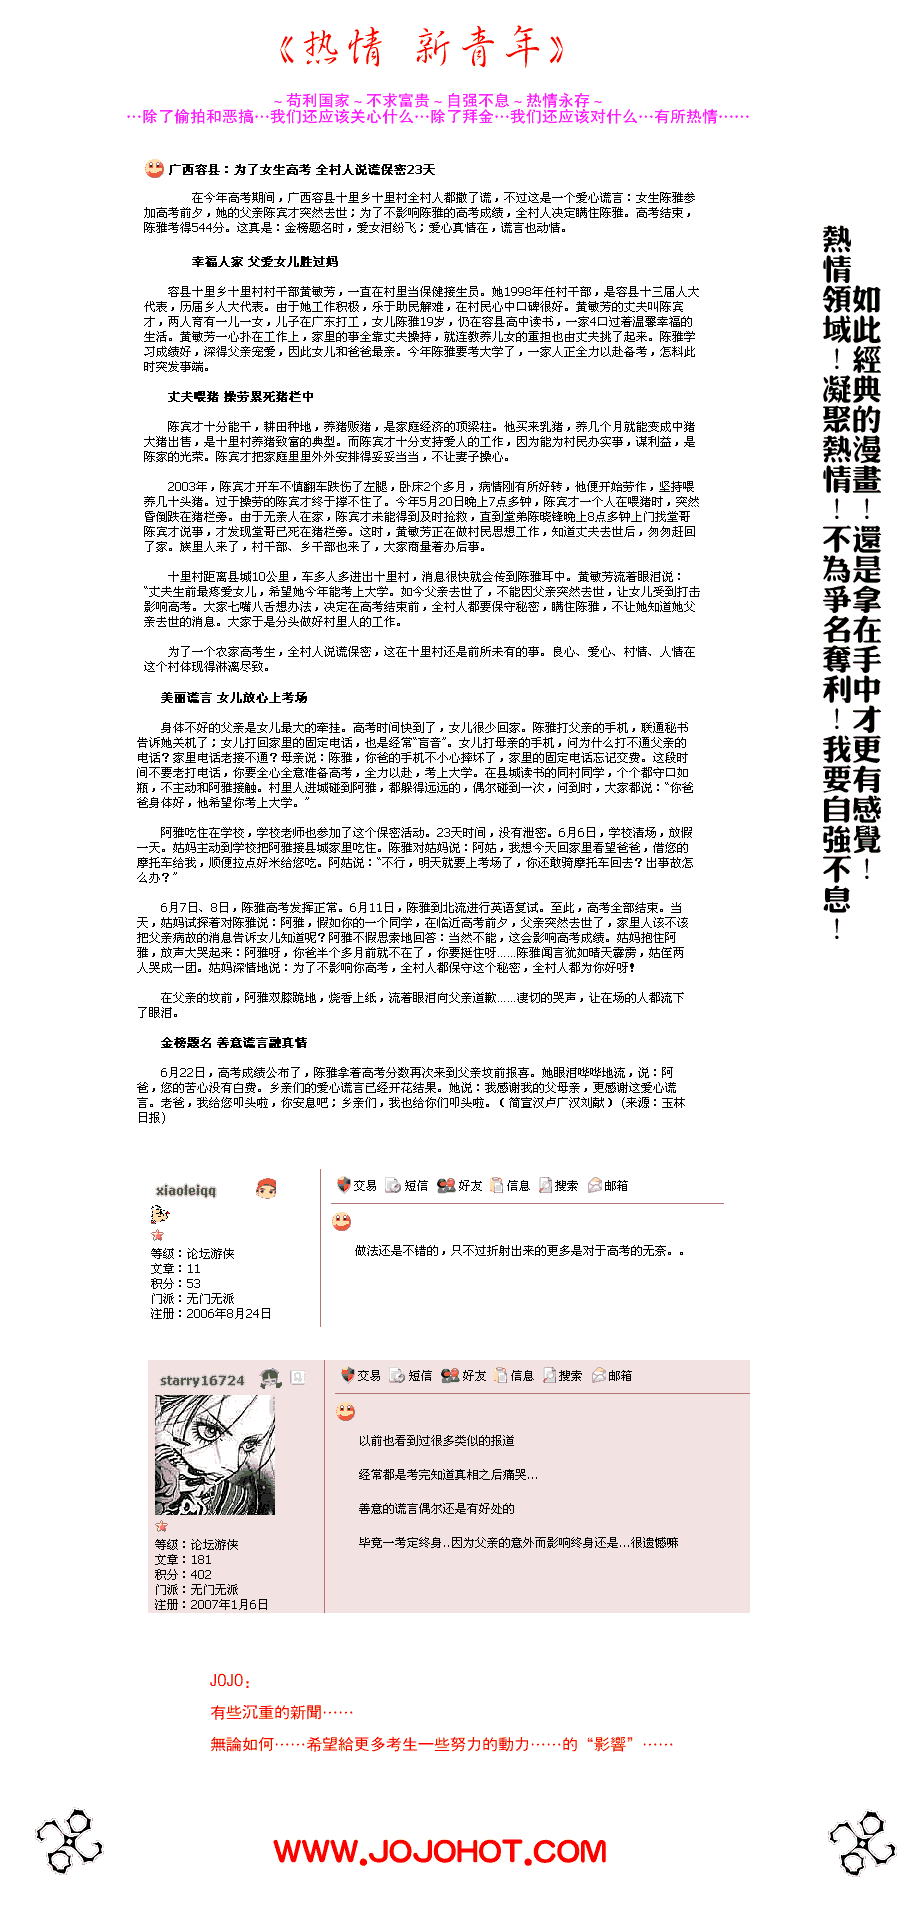 《热情 新青年》
~苟利国家~不求富贵~自强不息~热情永存~
…除了偷拍和恶搞…我们还应该关心什么…除了拜金…我们还应该对什么…有所热情……
广西容县：为了女生高考 全村人说谎保密23天
在今年高考期间，广西容县十里乡十里村全村人都撒了谎，不过这是一个爱心谎言：女生陈雅参
加高考前夕，她的父亲陈宾才突然去世；为了不影响陈雅的高考成绩，全村人决定瞒住陈雅。高考结束，
陈雅考得544分。这真是：金榜题名时，爱女泪纷飞；爱心真情在，谎言也动情。
幸福人家 父爱女儿胜过妈
容县十里乡十里村村干部黄敏芳，一直在村里当保健接生员。她1998年任村干部，是容县十三届人大
代表，历届乡人大代表。由于她工作积极，乐于助民解难，在村民心中口碑很好。黄敏芳的丈夫叫陈宾
才，两人育有一儿一女，儿子在广东打工，女儿陈雅19岁，仍在容县高中读书，一家4口过着温馨幸福的
生活。黄敏芳一心扑在工作上，家里的事全靠丈夫操持，就连教养儿女的重担也由丈夫挑了起来。陈雅学
习成绩好，深得父亲宠爱，因此女儿和爸爸最亲。今年陈雅要考大学了，一家人正全力以赴备考，怎料此
时突发事端。
丈夫喂猪 操劳累死猪栏中
陈宾才十分能干，耕田种地，养猪贩猪，是家庭经济的顶梁柱。他买来乳猪，养几个月就能变成中猪
大猪出售，是十里村养猪致富的典型。而陈宾才十分支持爱人的工作，因为能为村民办实事，谋利益，是
陈家的光荣。陈宾才把家庭里里外外安排得妥妥当当，不让妻子操心。
2003年，陈宾才开车不慎翻车跌伤了左腿，卧床2个多月，病情刚有所好转，他便开始劳作，坚持喂
养几十头猪。过于操劳的陈宾才终于撑不住了。今年5月20日晚上7点多钟，陈宾才一个人在喂猪时，突然
昏倒跌在猪栏旁。由于无亲人在家，陈宾才未能得到及时抢救，直到堂弟陈晓锋晚上8点多钟上门找堂哥
陈宾才说事，才发现堂哥已死在猪栏旁。这时，黄敏芳正在做村民思想工作，知道丈夫去世后，匆匆赶回
了家。族里人来了，村干部、乡干部也来了，大家商量着办后事。
十里村距离县城10公里，车多人多进出十里村，消息很快就会传到陈雅耳中。黄敏芳流着眼泪说：
“丈夫生前最疼爱女儿，希望她今年能考上大学。如今父亲去世了，不能因父亲突然去世，让女儿受到打击
影响高考。大家七嘴八舌想办法，决定在高考结束前，全村人都要保守秘密，瞒住陈雅，不让她知道她父
亲去世的消息。大家于是分头做好村里人的工作。
为了一个农家高考生，全村人说谎保密，这在十里村还是前所未有的事。良心、爱心、村情、人情在
这个村体现得淋漓尽致。
美丽谎言 女儿放心上考场
身体不好的父亲是女儿最大的牵挂。高考时间快到了，女儿很少回家。陈雅打父亲的手机，联通秘书
告诉她关机了；女儿打回家里的固定电话，也是经常“盲音”。女儿打母亲的手机，问为什么打不通父亲的
电话？家里电话老接不通？母亲说：陈雅，你爸的手机不小心摔坏了，家里的固定电话忘记交费。这段时
间不要老打电话，你要全心全意准备高考，全力以赴，考上大学。在县城读书的同村同学，个个都守口如
瓶，不主动和阿雅接触。村里人进城碰到阿雅，都躲得远远的，偶尔碰到一次，问到时，大家都说：“你爸
爸身体好，他希望你考上大学。”
阿雅吃住在学校，学校老师也参加了这个保密活动。23天时间，没有泄密。6月6日，学校清场，放假
一天。姑妈主动到学校把阿雅接县城家里吃住。陈雅对姑妈说：阿姑，我想今天回家里看望爸爸，借您的
摩托车给我，顺便拉点好米给您吃。阿姑说：“不行，明天就要上考场了，你还敢骑摩托车回去？出事故怎
么办？”
6月7日、8日，陈雅高考发挥正常。6月11日，陈雅到北流进行英语复试。至此，高考全部结束。当
天，姑妈试探着对陈雅说：阿雅，假如你的一个同学，在临近高考前夕，父亲突然去世了，家里人该不该
把父亲病故的消息告诉女儿知道呢？阿雅不假思索地回答：当然不能，这会影响高考成绩。姑妈抱住阿
雅，放声大哭起来：阿雅呀，你爸半个多月前就不在了，你要挺住呀……陈雅闻言犹如晴天霹雳，姑侄两
人哭成一团。姑妈深情地说：为了不影响你高考，全村人都保守这个秘密，全村人都为你好呀！
在父亲的坟前，阿雅双膝跪地，烧香上纸，流着眼泪向父亲道歉……凄切的哭声，让在场的人都流下
了眼泪。
金榜题名 善意谎言融真情
6月22日，高考成绩公布了，陈雅拿着高考分数再次来到父亲坟前报喜。她眼泪哗哗地流，说：阿
爸，您的苦心没有白费。乡亲们的爱心谎言已经开花结果。她说：我感谢我的父母亲，更感谢这爱心谎
言。老爸，我给您叩头啦，你安息吧；乡亲们，我也给你们叩头啦。（简宣汉卢广汉刘献）(来源：玉林
日报)
如此經典的漫畫！還是拿在手中才更有感覺！
熱情領域！凝聚熱情！不為爭名奪利！我要自強不息！
xiaoleiqq
等级：论坛游侠
文章：11
积分：53
门派：无门无派
注册：2006年8月24日
交易 短信 好友 信息 搜索 邮箱
做法还是不错的，只不过折射出来的更多是对于高考的无奈。。
starry16724
等级：论坛游侠
文章：181
积分：402
门派：无门无派
注册：2007年1月6日
交易 短信 好友 信息 搜索 邮箱
以前也看到过很多类似的报道
经常都是考完知道真相之后痛哭...
善意的谎言偶尔还是有好处的
毕竟一考定终身..因为父亲的意外而影响终身还是...很遗憾嘛
JOJO：
有些沉重的新聞……
無論如何……希望給更多考生一些努力的動力……的“影響”……
WWW.JOJOHOT.COM